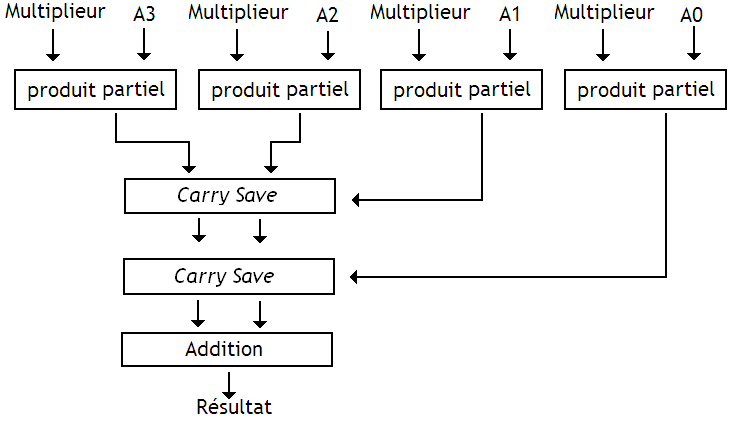 Multiplieur A3 Multiplieur A2 Multiplieur A1 Multiplieur A0
produit partiel produit partiel produit partiel produit partiel
Carry Save
Carry Save
Addition
Résultat